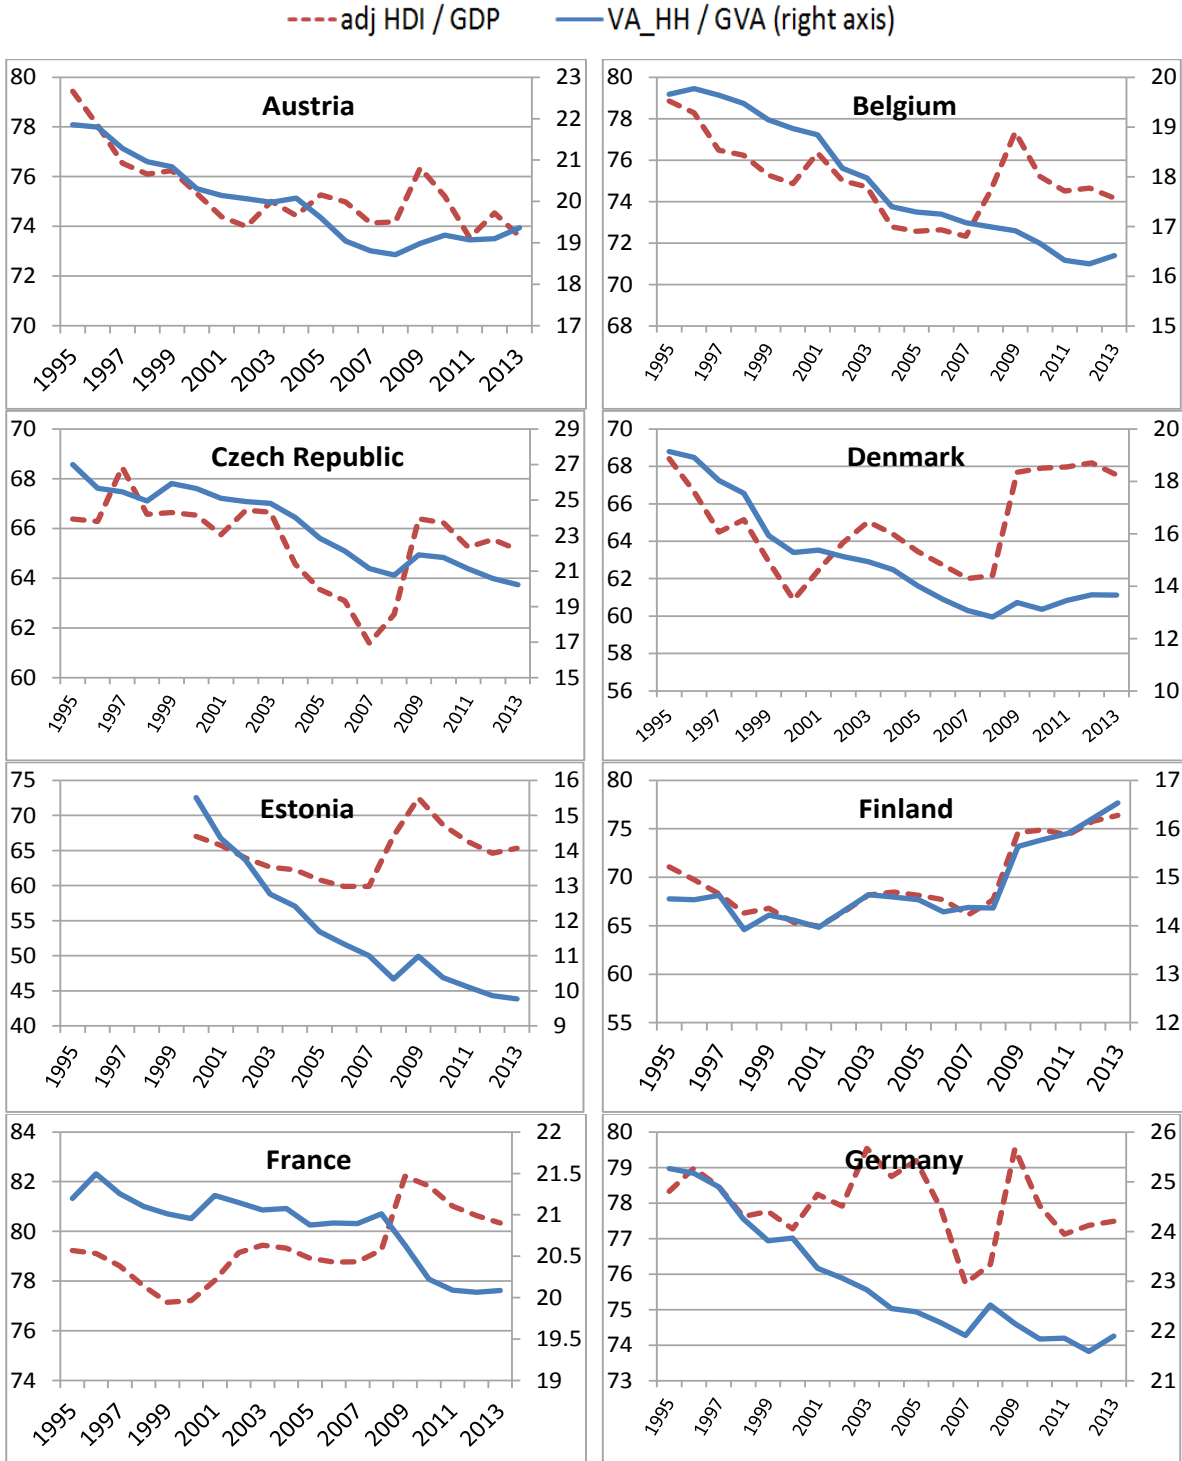 adj HDI / GDP VA_HH / GVA (right axis)
Austria
80 78 76 74 72 70
23 22 21 20 19 18 17
1995 1997 1999 2001 2003 2005 2007 2009 2011 2013
Belgium
80 78 76 74 72 70 68
20 19 18 17 16 15
1995 1997 1999 2001 2003 2005 2007 2009 2011 2013
Czech Republic
70 68 66 64 62 60
29 27 25 23 21 19 17 15
1995 1997 1999 2001 2003 2005 2007 2009 2011 2013
Denmark
70 68 66 64 62 60 58 56
20 18 16 14 12 10
1995 1997 1999 2001 2003 2005 2007 2009 2011 2013
Estonia
75 70 65 60 55 50 45 40
16 15 14 13 12 11 10 9
1995 1997 1999 2001 2003 2005 2007 2009 2011 2013
Finland
80 75 70 65 60 55
17 16 15 14 13 12
1995 1997 1999 2001 2003 2005 2007 2009 2011 2013
France
84 82 80 78 76 74
22 21.5 21 20.5 20 19.5 19
1995 1997 1999 2001 2003 2005 2007 2009 2011 2013
Germany
80 79 78 77 76 75 74 73
26 25 24 23 22 21
1995 1997 1999 2001 2003 2005 2007 2009 2011 2013